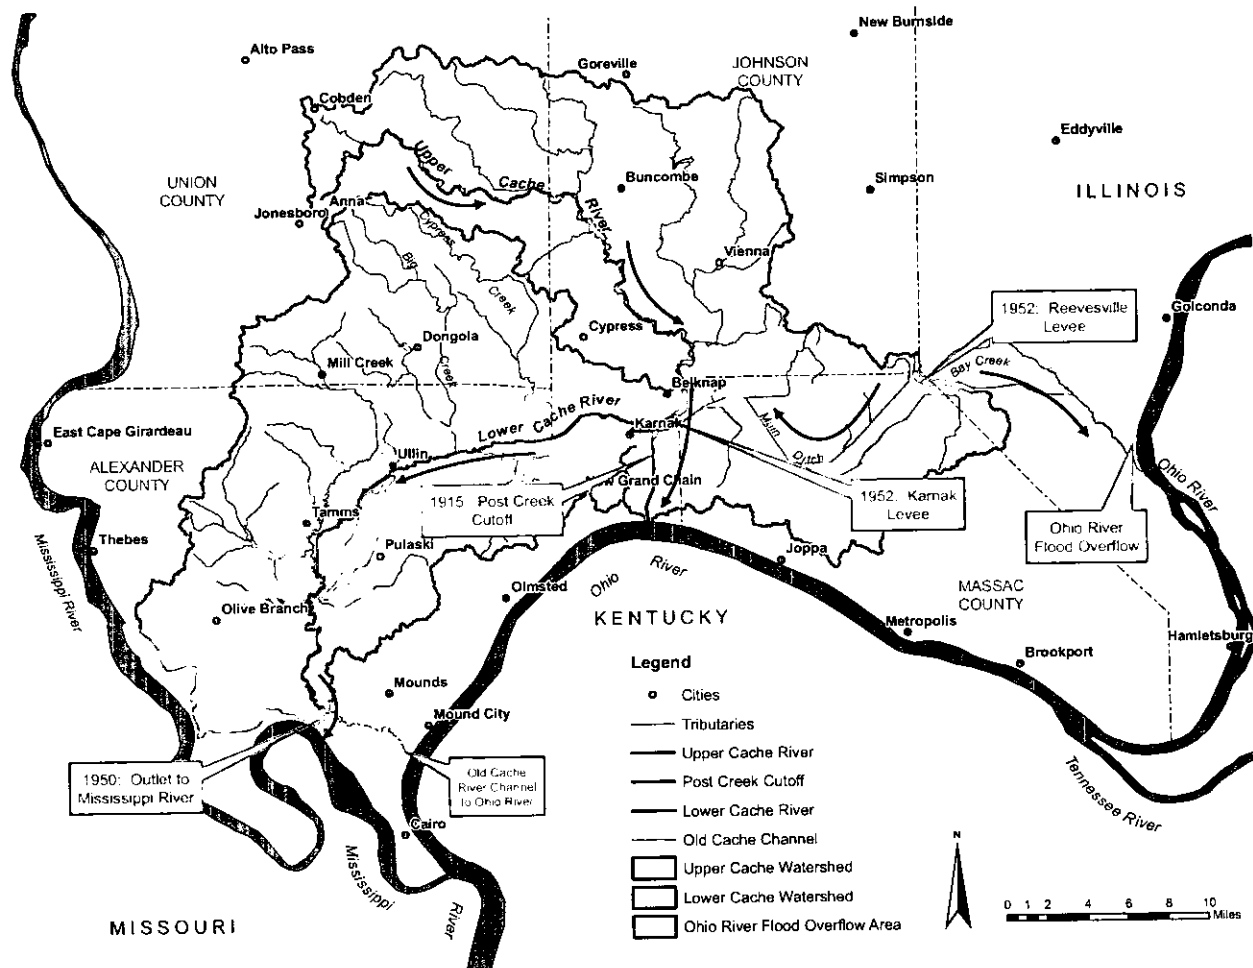 New Burnside
Alto Pass
Goreville
JOHNSON
COUNTY
Cobden
Eddyville
Upper
Cache
River
Buncombe
Simpson
ILLINOIS
UNION
COUNTY
Anna
Jonesboro
Cypress
Creek
Big
Creek
Vienna
1952: Reevesville
Levee
Golconda
Cypress
Dongola
Mill Creek
Bay Creek
Belknap
Lower Cache River
Karnak
Main
Ditch
East Cape Girardeau
ALEXANDER
COUNTY
Ullin
Grand Chain
1915: Post Creek
Cutoff
1952: Karnak
Levee
Ohio River
Ohio River
Flood Overflow
Tamms
Thebes
Mississippi River
Pulaski
Joppa
Olmsted
Ohio River
KENTUCKY
MASSAC
COUNTY
Olive Branch
Metropolis
Hamletsburg
Brookport
Mounds
Mound City
1950: Outlet to
Mississippi River
Old Cache
River Channel
to Ohio River
Cairo
Mississippi
River
Tennessee River
MISSOURI
Legend
Cities
Tributaries
Upper Cache River
Post Creek Cutoff
Lower Cache River
Old Cache Channel
Upper Cache Watershed
Lower Cache Watershed
Ohio River Flood Overflow Area
N
0 1 2 4 6 8 10
Miles